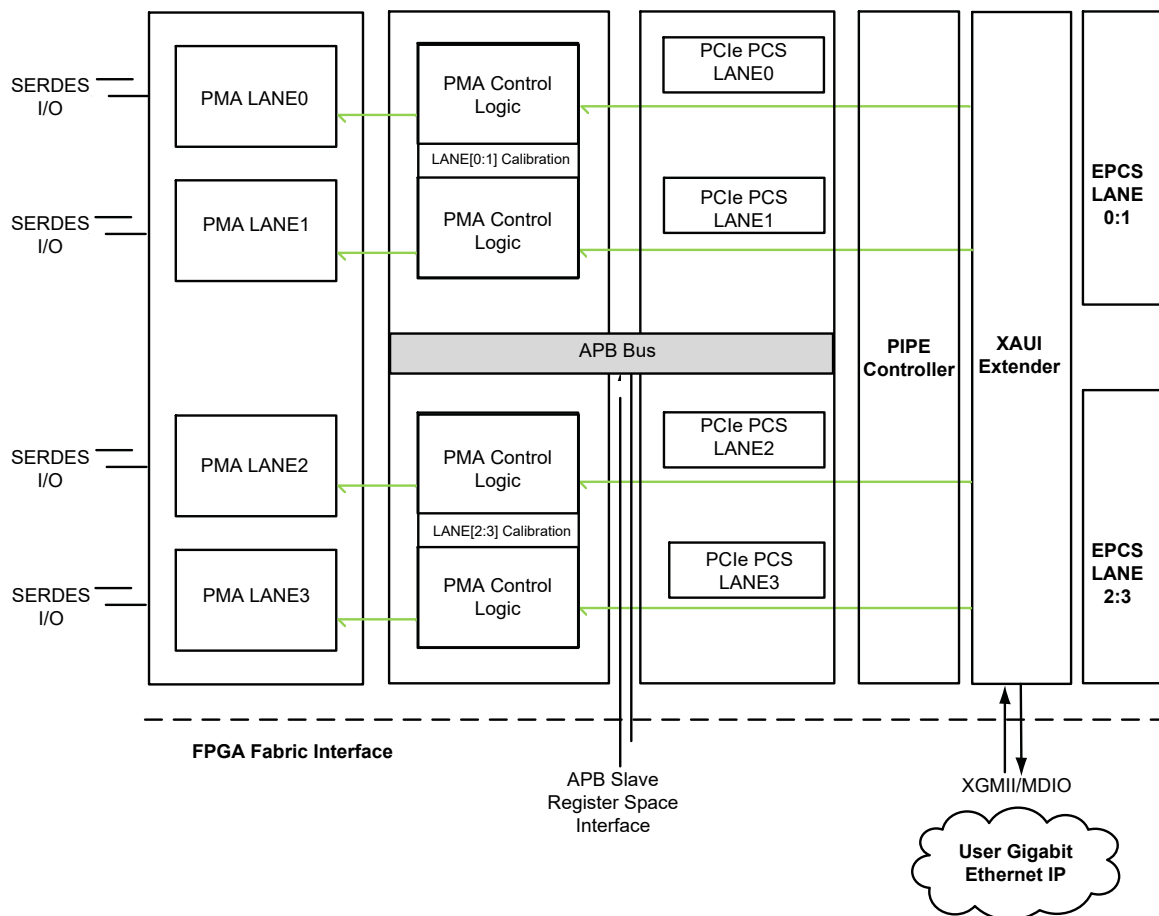 SERDES
I/O
PMA LANE0
PMA Control
Logic
PCIe PCS
LANE0
LANE[0:1] Calibration
SERDES
I/O
PMA LANE1
PMA Control
Logic
PCIe PCS
LANE1
EPCS
LANE
0:1
APB Bus
PIPE
Controller
XAUI
Extender
SERDES
I/O
PMA LANE2
PMA Control
Logic
PCIe PCS
LANE2
LANE[2:3] Calibration
SERDES
I/O
PMA LANE3
PMA Control
Logic
PCIe PCS
LANE3
EPCS
LANE
2:3
FPGA Fabric Interface
APB Slave
Register Space
Interface
XGMII/MDIO
User Gigabit
Ethernet IP